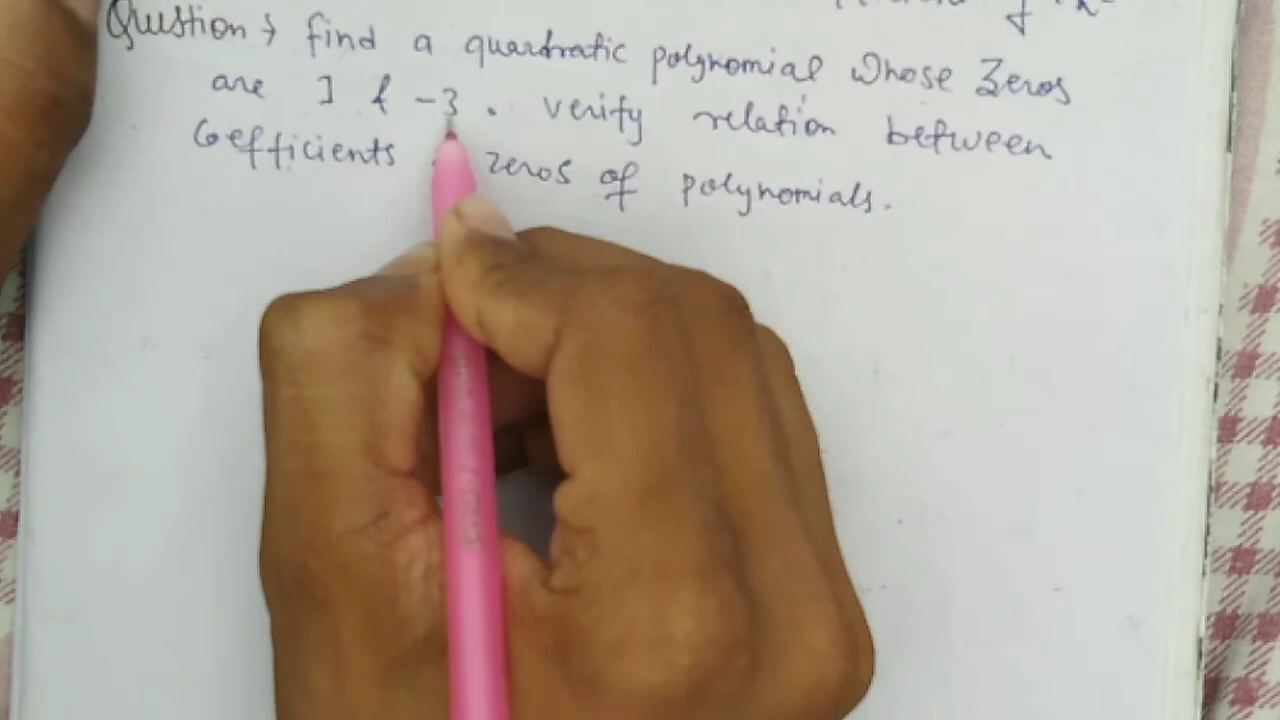 Question → find a quadratic polynomial whose zeros
are 1 & -3 . verify relation between
Coefficients zeros of polynomials.